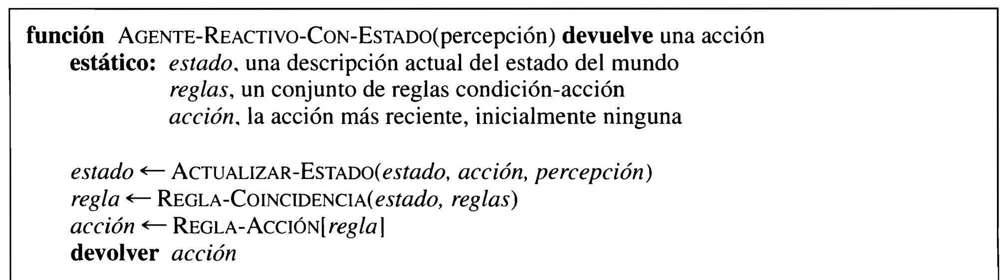 función AGENTE-REACTIVO-CON-ESTADO(percepción) devuelve una acción
estático: estado, una descripción actual del estado del mundo
reglas, un conjunto de reglas condición-acción
acción, la acción más reciente, inicialmente ninguna
estado ← ACTUALIZAR-ESTADO(estado, acción, percepción)
regla ← REGLA-COINCIDENCIA(estado, reglas)
acción ← REGLA-ACCIÓN[regla]
devolver acción